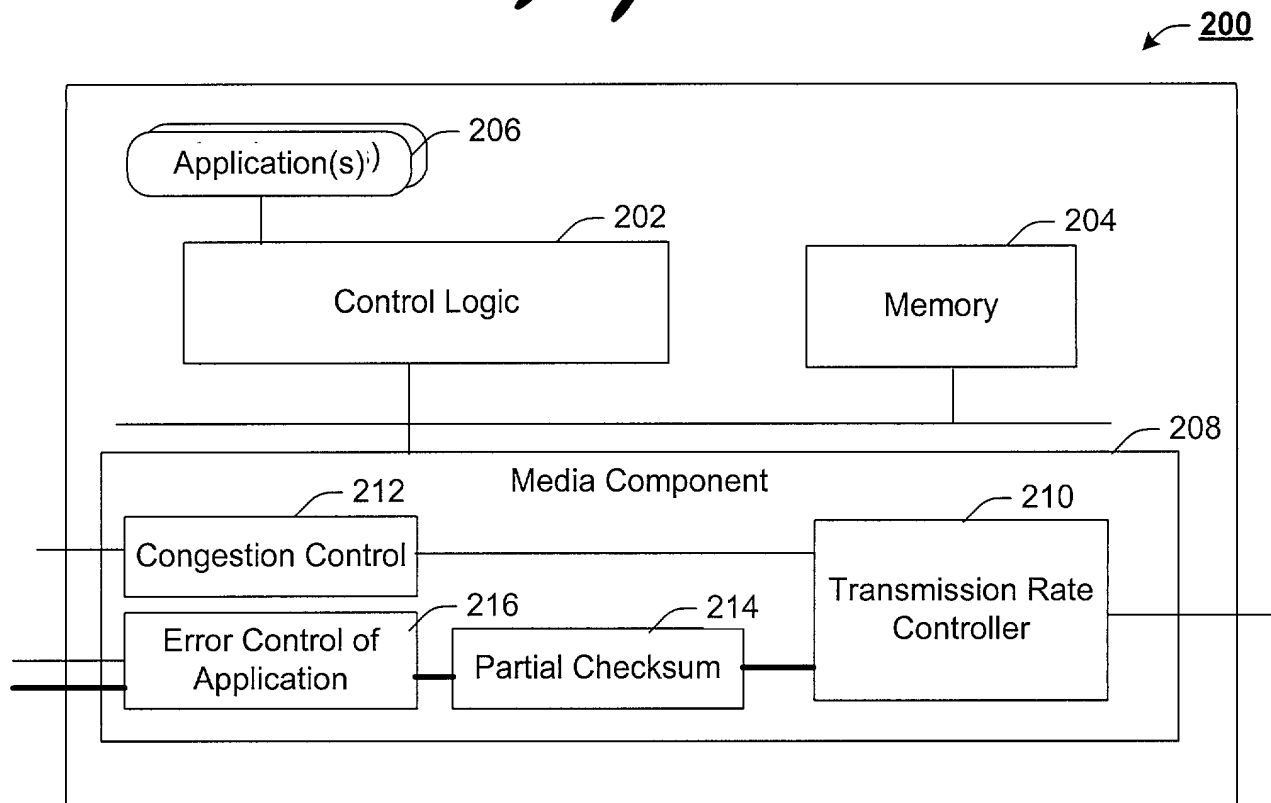 200
Application(s)
206
202
Control Logic
204
Memory
208
Media Component
212
Congestion Control
210
Transmission Rate
Controller
216
Error Control of
Application
214
Partial Checksum